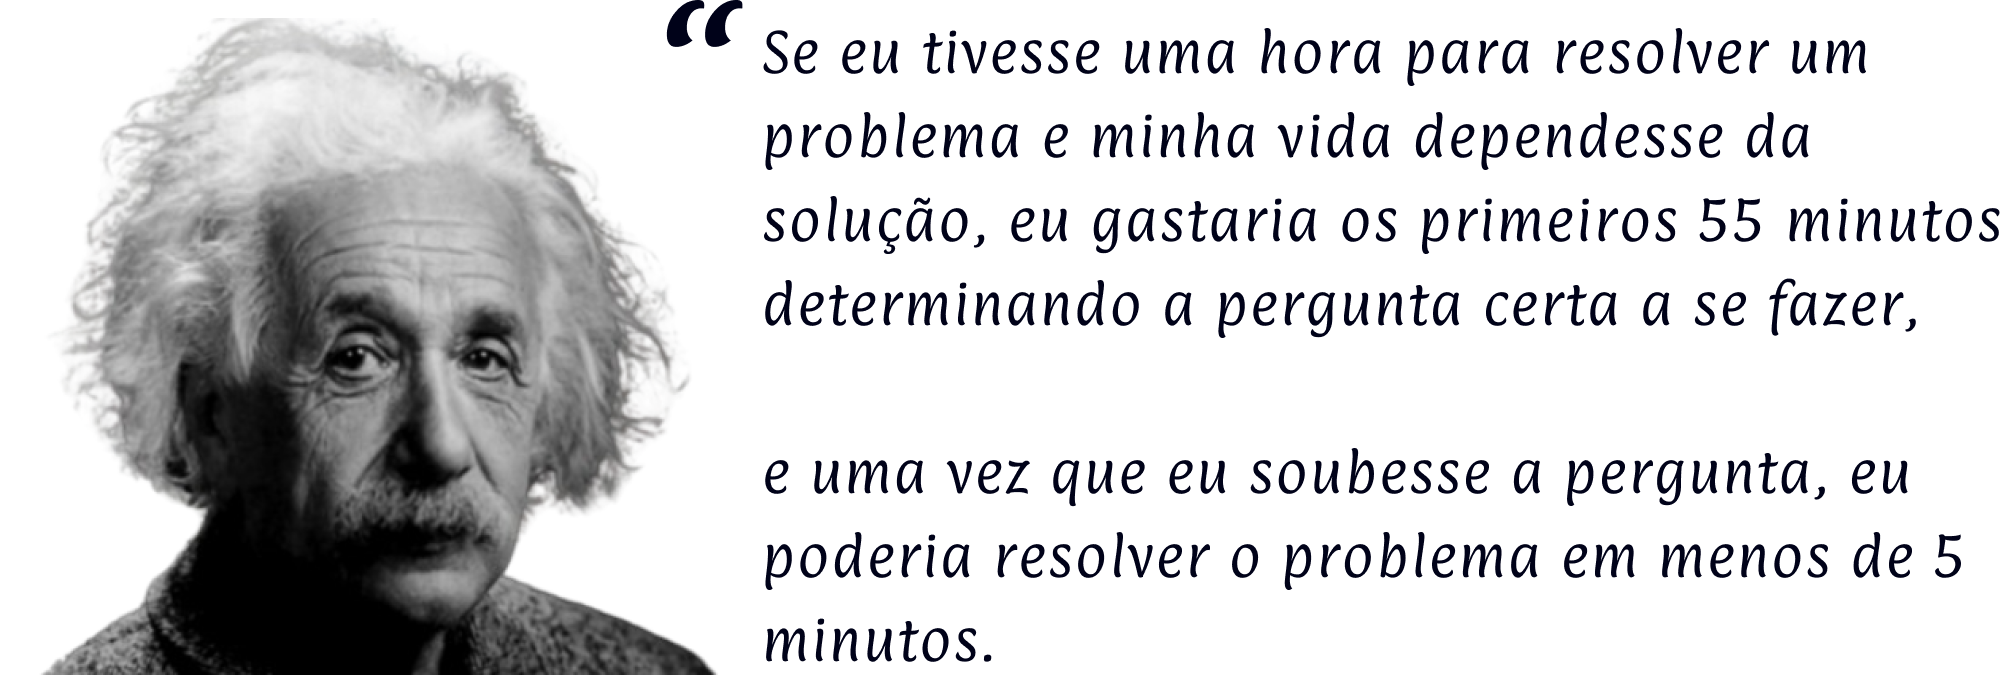 “ Se eu tivesse uma hora para resolver um
problema e minha vida dependesse da
solução, eu gastaria os primeiros 55 minutos
determinando a pergunta certa a se fazer,
e uma vez que eu soubesse a pergunta, eu
poderia resolver o problema em menos de 5
minutos.